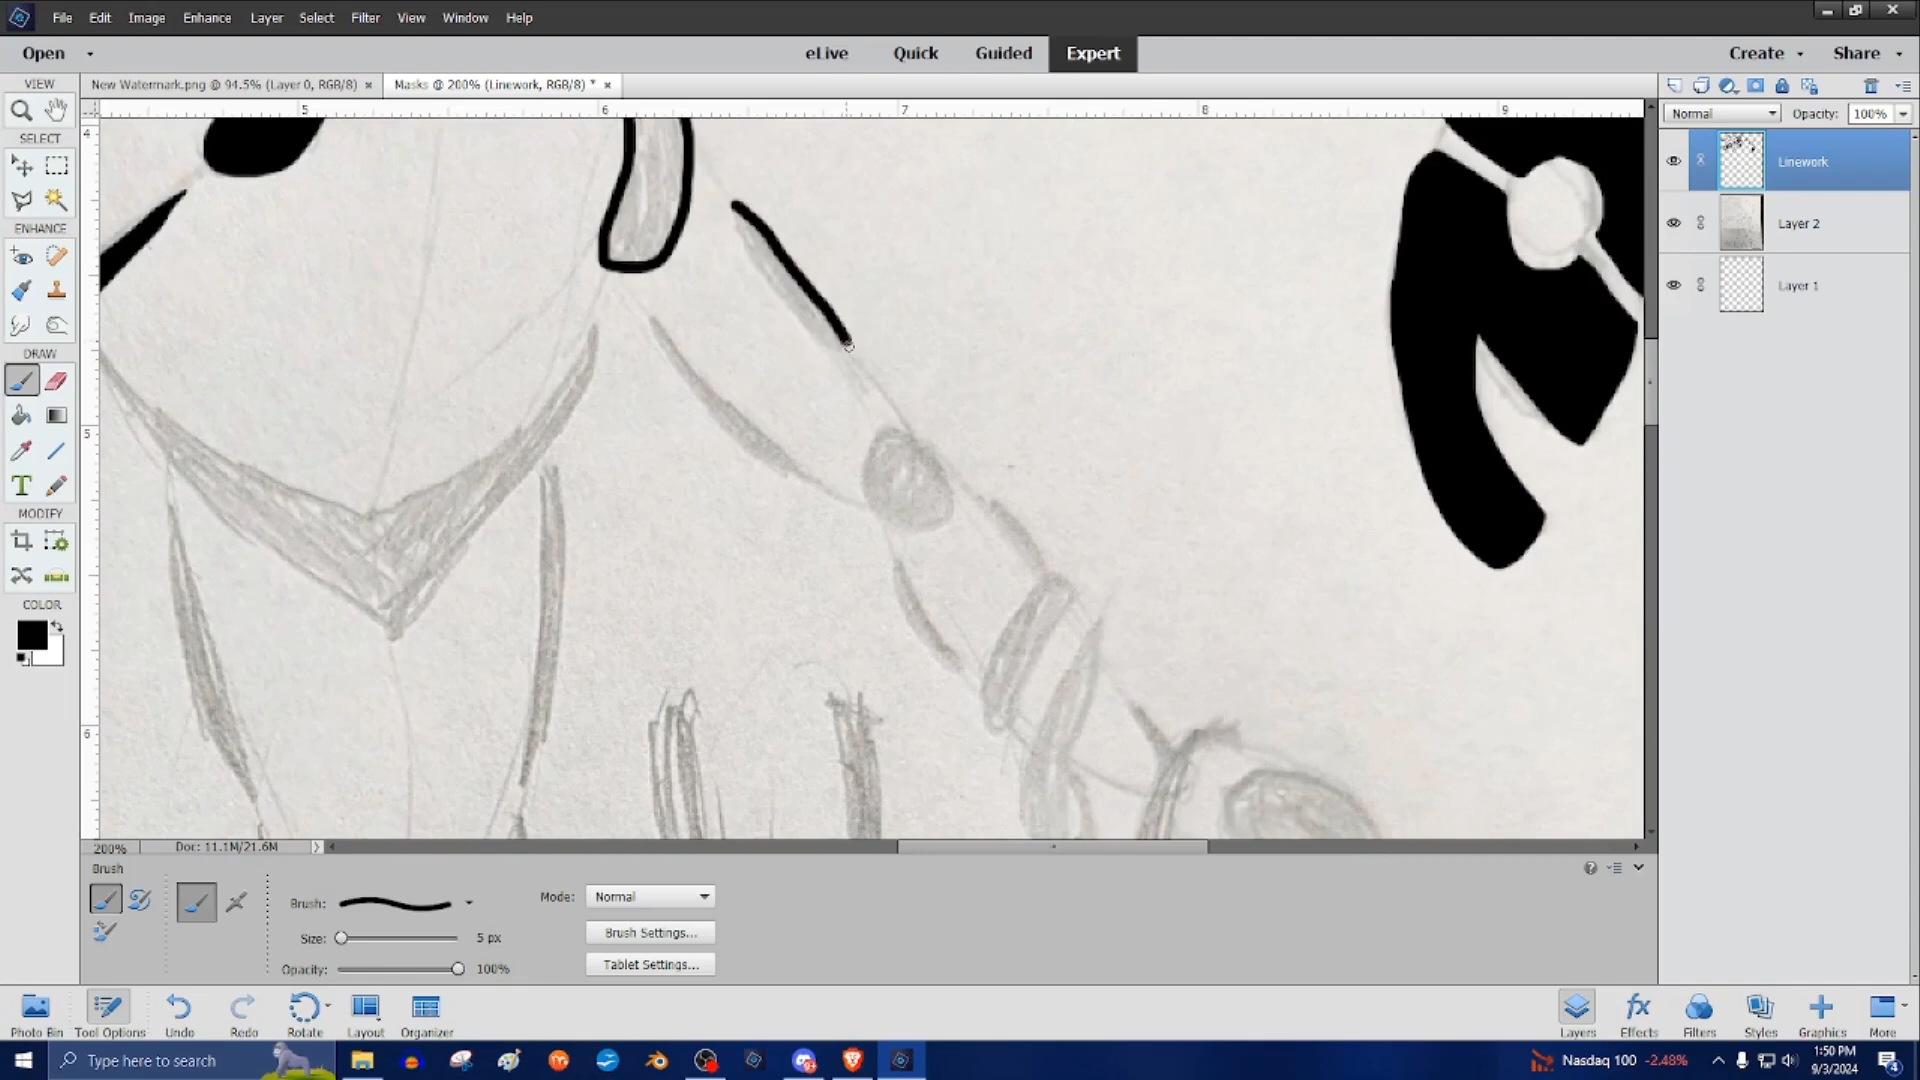 File Edit Image Enhance Layer Select Filter View Window Help
Open eLive Quick Guided Expert Create Share
VIEW New Watermark.png @ 94.5% (Layer 0, RGB/8) × Masks @ 200% (Linework, RGB/8) * ×
5 6 7 8 9
Normal Opacity: 100%
4
SELECT
Linework
Layer 2
ENHANCE
Layer 1
DRAW
5
T
MODIFY
COLOR
6
200% Doc: 11.1M/21.6M
Brush
Brush: Mode: Normal
Size: 5 px Brush Settings...
Opacity: 100% Tablet Settings...
Photo Bin Tool Options Undo Redo Rotate Layout Organizer Layers Effects Filters Styles Graphics More
Type here to search Nasdaq 100 -2.48% 1:50 PM
9/3/2024
4